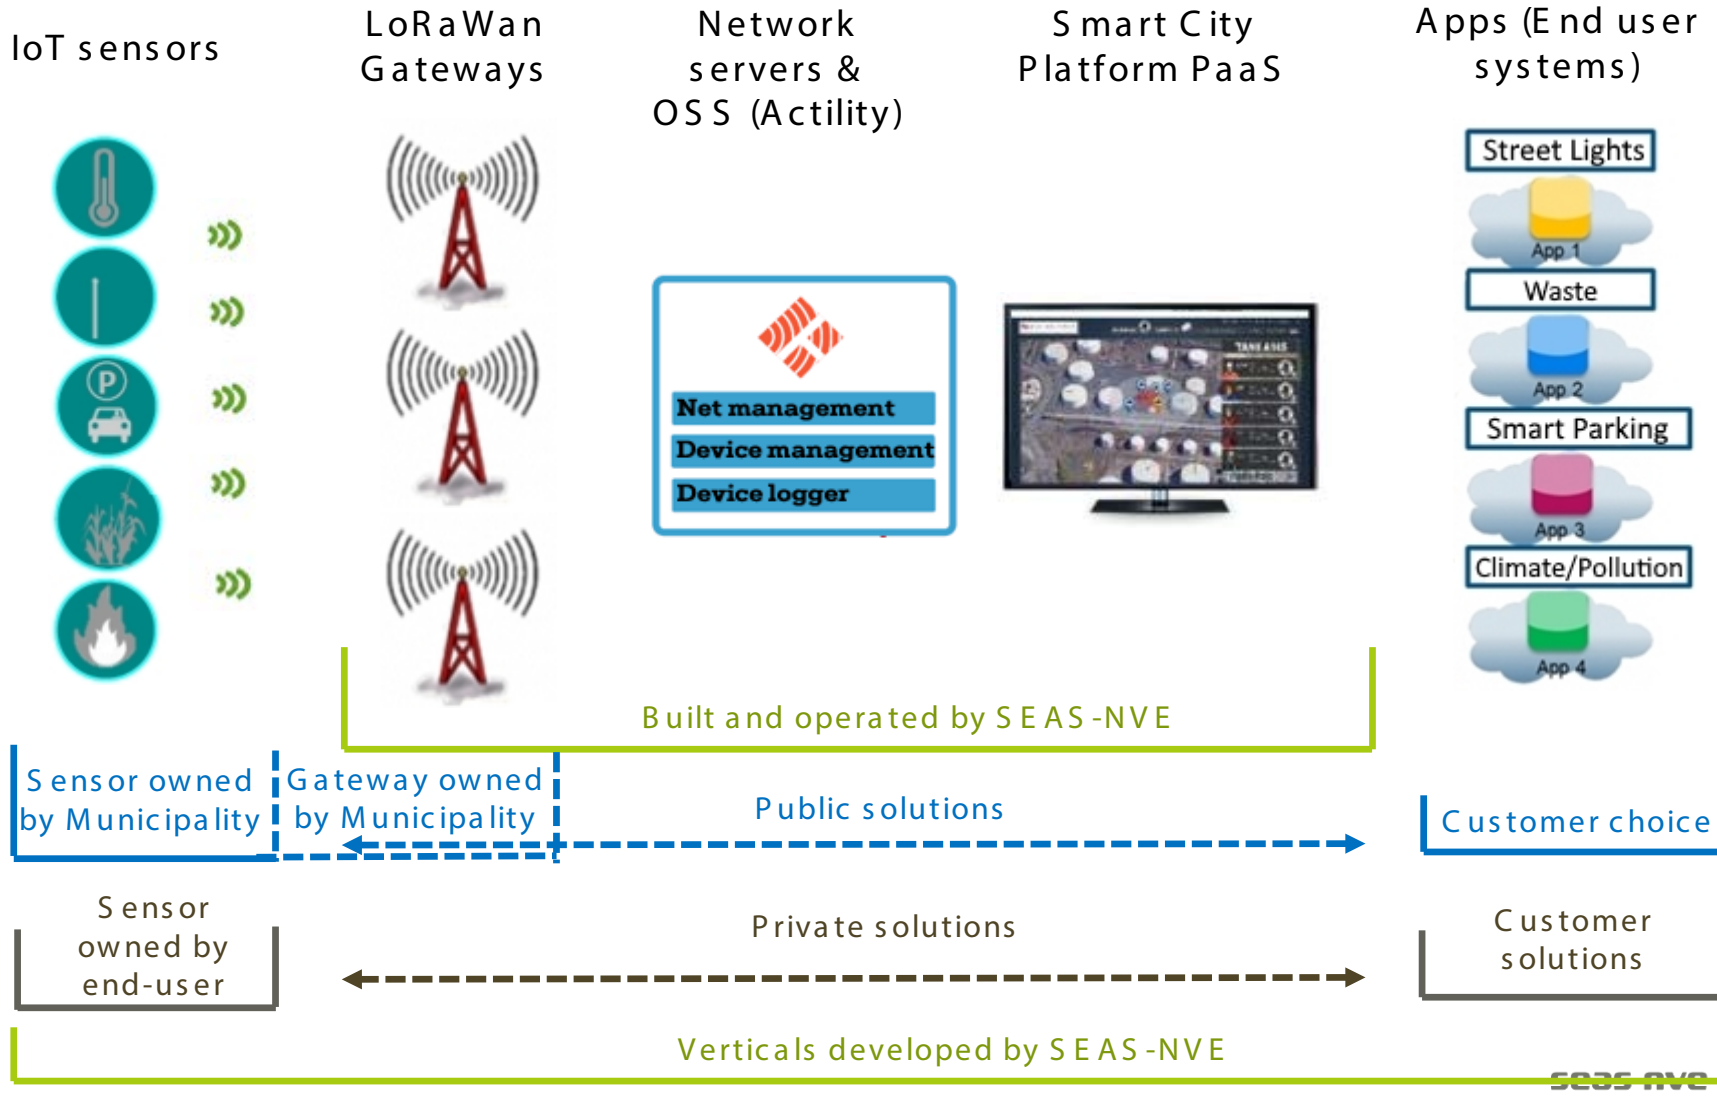 IoT sensors
LoRaWan
Gateways
Network
servers &
OSS (Actility)
Smart City
Platform PaaS
Apps (End user
systems)
P
Street Lights
App 1
Waste
App 2
Smart Parking
App 3
Climate/Pollution
App 4
Net management
Device management
Device logger
TANK FARMS
Built and operated by SEAS-NVE
Sensor owned
by Municipality
Gateway owned
by Municipality
Public solutions
Customer choice
Sensor
owned by
end-user
Private solutions
Customer
solutions
Verticals developed by SEAS-NVE
seas-nve